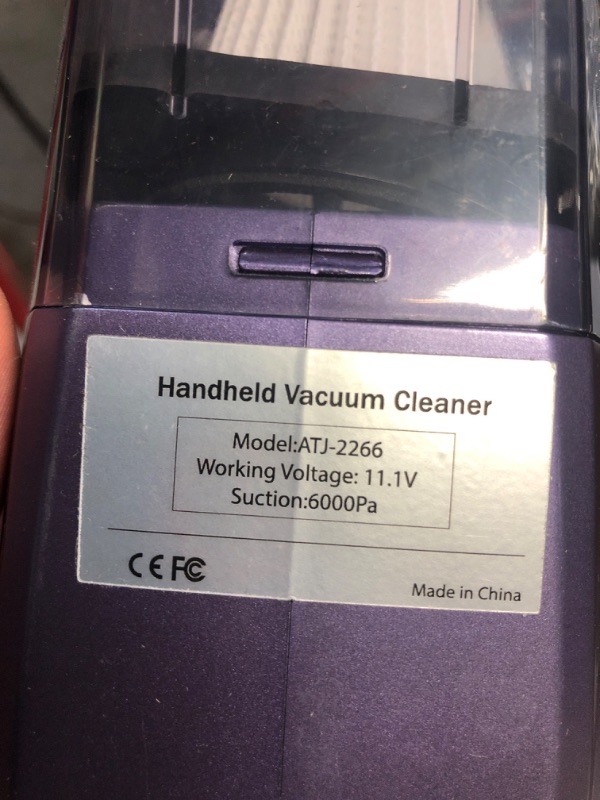 Handheld Vacuum Cleaner
Model:ATJ-2266
Working Voltage: 11.1V
Suction:6000Pa
CE FC
Made in China